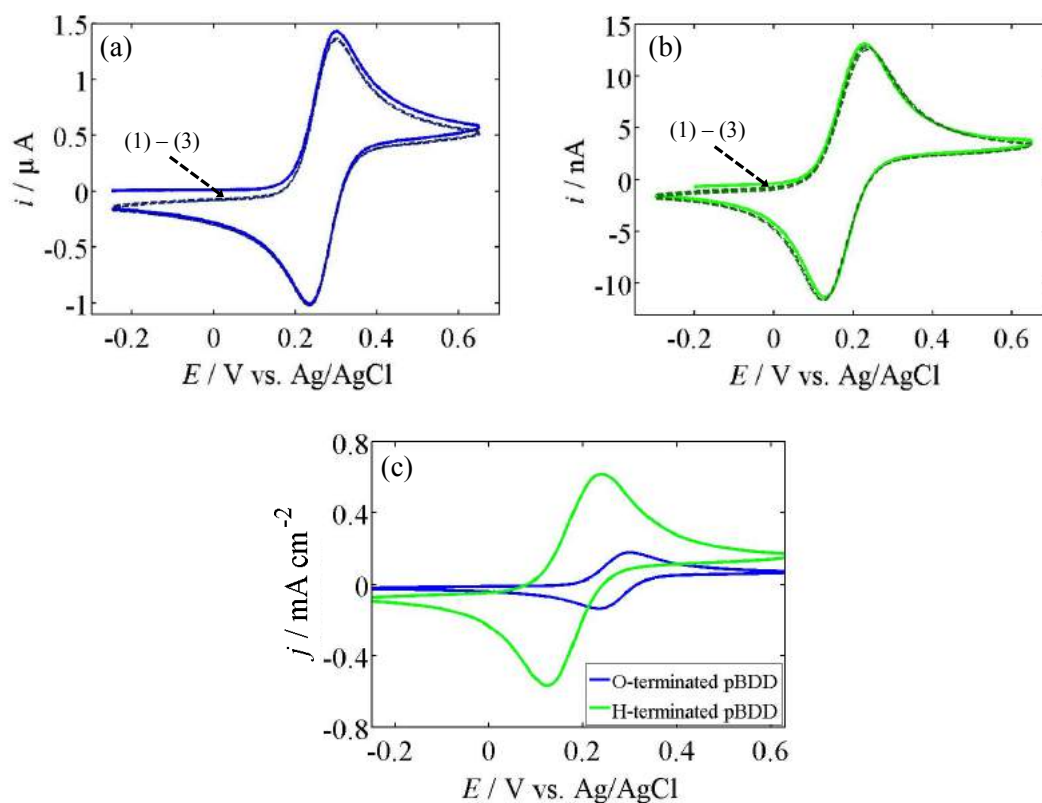 (a)
1.5
1
0.5
0
-0.5
-1
i / μ A
(1) – (3)
-0.2 0 0.2 0.4 0.6
E / V vs. Ag/AgCl
(b)
15
10
5
0
-5
-10
i / nA
(1) – (3)
-0.2 0 0.2 0.4 0.6
E / V vs. Ag/AgCl
(c)
0.8
0.4
0
-0.4
-0.8
j / mA cm⁻²
O-terminated pBDD
H-terminated pBDD
0 0.2 0.4 0.6
E / V vs. Ag/AgCl